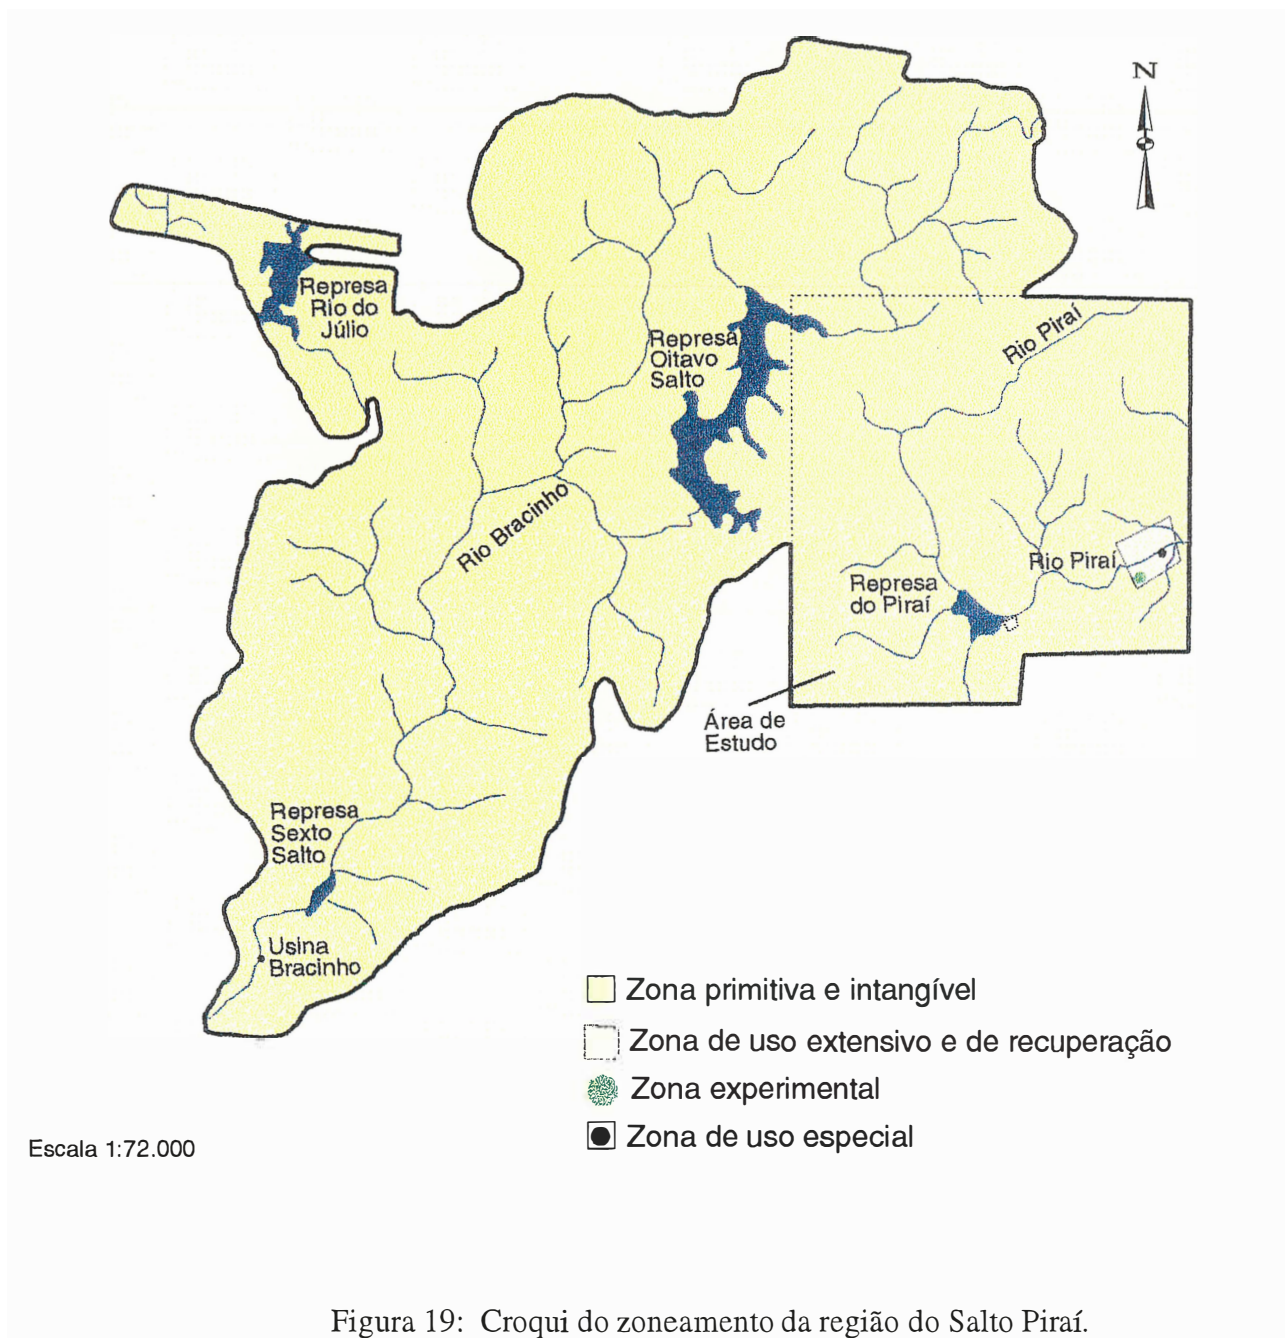 N
Represa
Rio do
Júlio
Represa
Oitavo
Salto
Rio Piraí
Rio Bracinho
Rio Piraí
Represa
do Piraí
Área de
Estudo
Represa
Sexto
Salto
Usina
Bracinho
Zona primitiva e intangível
Zona de uso extensivo e de recuperação
Zona experimental
Zona de uso especial
Escala 1:72.000
Figura 19: Croqui do zoneamento da região do Salto Piraí.